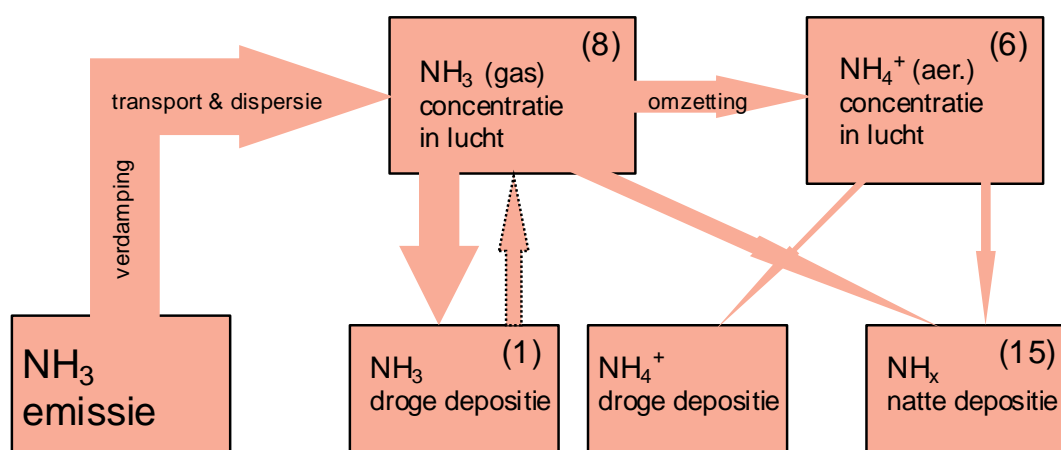 (8)
NH₃ (gas)
concentratie
in lucht
(6)
NH₄⁺ (aer.)
concentratie
in lucht
transport & dispersie
omzetting
verdamping
NH₃
emissie
(1)
NH₃
droge depositie
NH₄⁺
droge depositie
(15)
NHₓ
natte depositie